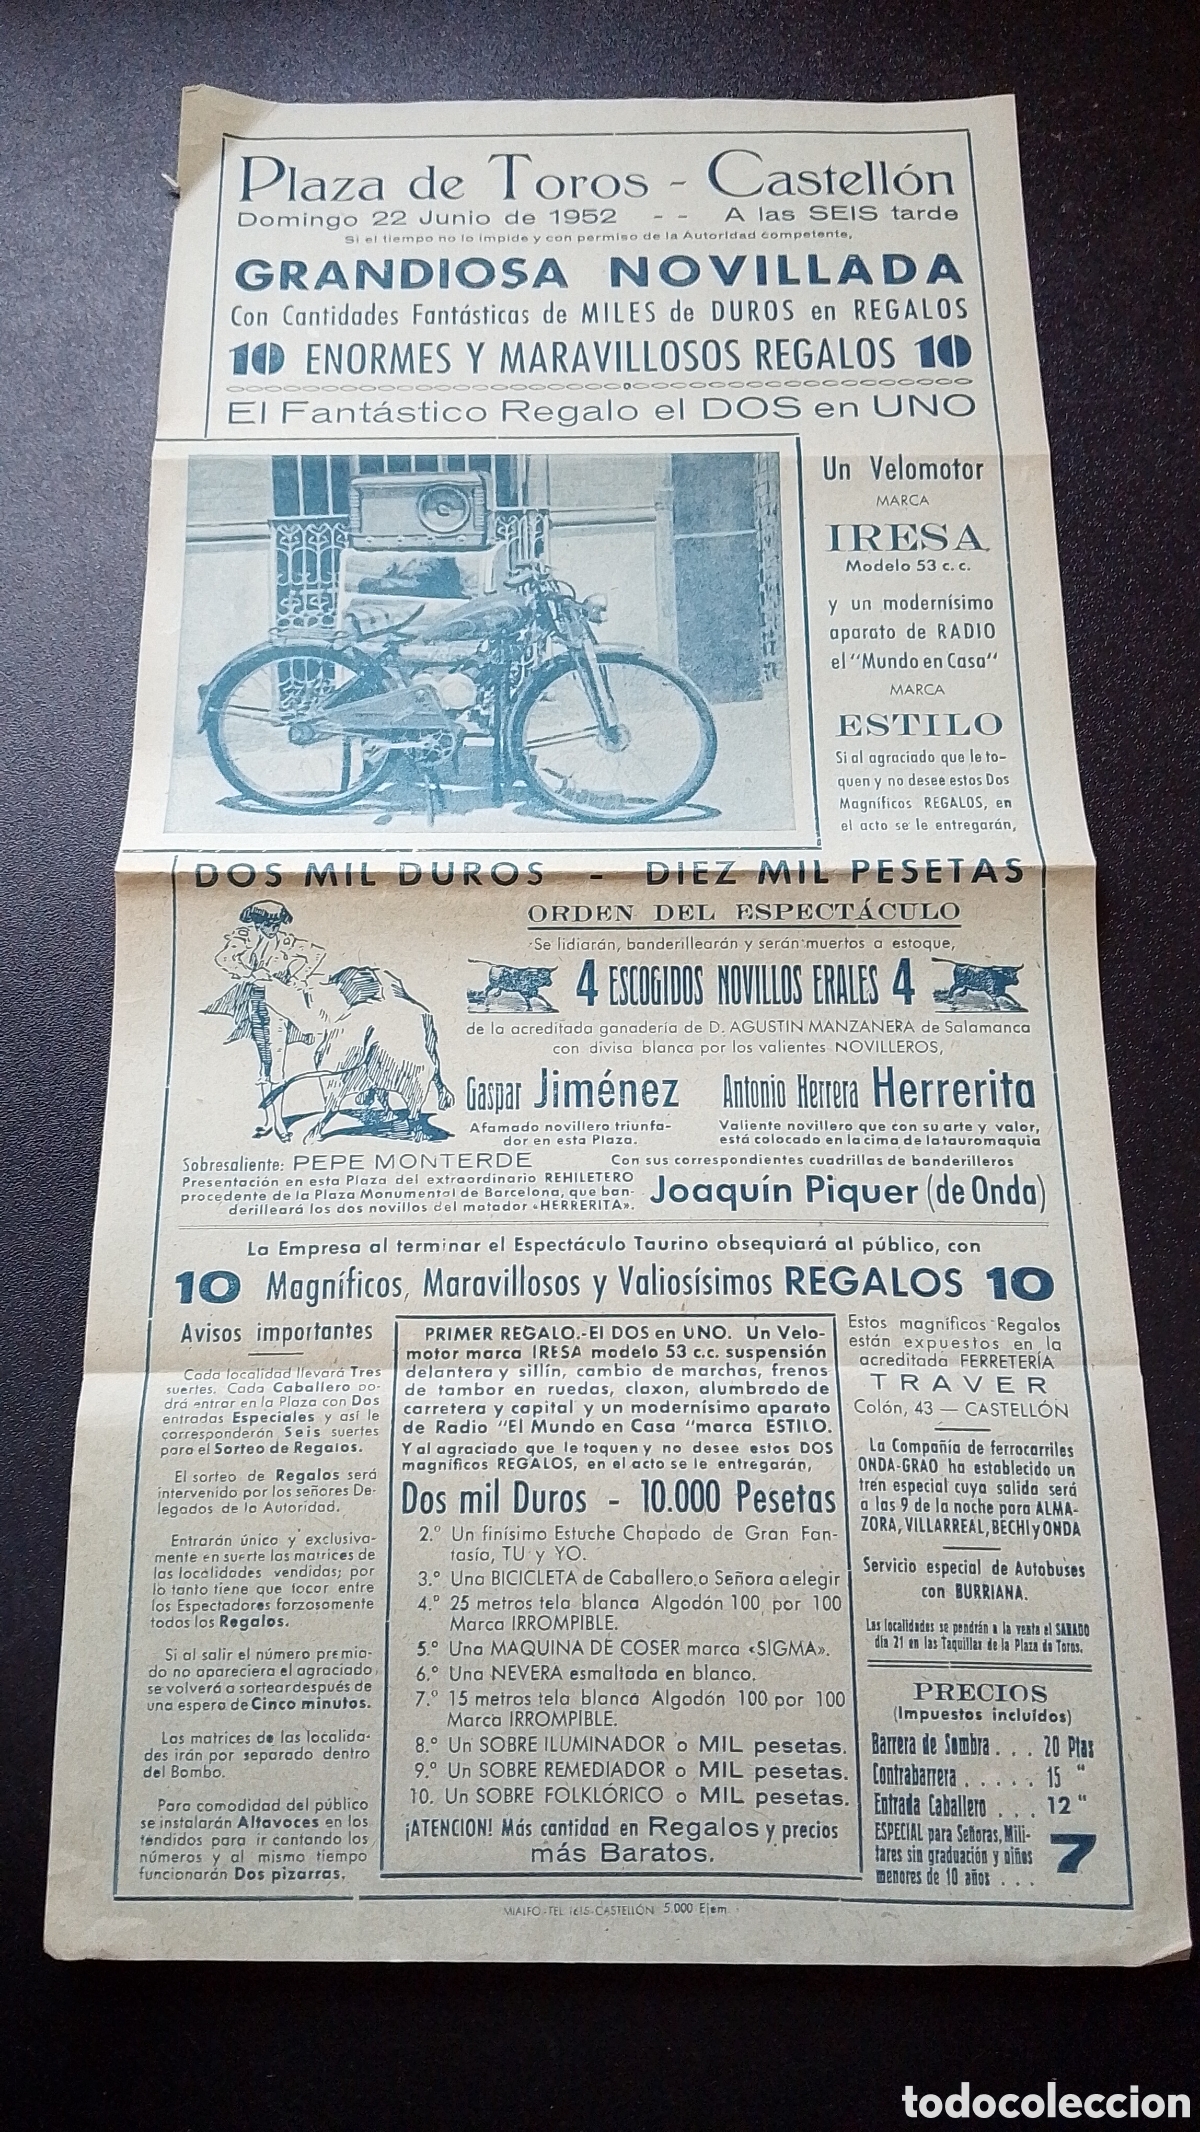 Plaza de Toros - Castellón
Domingo 22 Junio de 1952 - - A las SEIS tarde
Si el tiempo no lo impide y con permiso de la Autoridad competente,
GRANDIOSA NOVILLADA
Con Cantidades Fantásticas de MILES de DUROS en REGALOS
10 ENORMES Y MARAVILLOSOS REGALOS 10
El Fantástico Regalo el DOS en UNO
Un Velomotor
MARCA
IRESA
Modelo 53 c. c.
y un modernísimo
aparato de RADIO
el "Mundo en Casa"
MARCA
ESTILO
Si al agraciado que le to-
quen y no desee estos Dos
Magníficos REGALOS, en
el acto se le entregarán,
DOS MIL DUROS - DIEZ MIL PESETAS
ORDEN DEL ESPECTÁCULO
Se lidiarán, banderillearán y serán muertos a estoque,
4 ESCOGIDOS NOVILLOS ERALES 4
de la acreditada ganadería de D. AGUSTIN MANZANERA de Salamanca
con divisa blanca por los valientes NOVILLEROS,
Gaspar Jiménez
Afamado novillero triunfa-
dor en esta Plaza.
Antonio Herrera Herrerita
Valiente novillero que con su arte y valor,
está colocado en la cima de la tauromaquia
Sobresaliente: PEPE MONTERDE
Presentación en esta Plaza del extraordinario REHILETERO
procedente de la Plaza Monumental de Barcelona, que ban-
derilleará los dos novillos del matador «HERRERITA».
Con sus correspondientes cuadrillas de banderilleros
Joaquín Piquer (de Onda)
La Empresa al terminar el Espectáculo Taurino obsequiará al público, con
10 Magníficos, Maravillosos y Valiosísimos REGALOS 10
Avisos importantes
Cada localidad llevará Tres
suertes. Cada Caballero po-
drá entrar en la Plaza con Dos
entradas Especiales y así le
corresponderán Seis suertes
para el Sorteo de Regalos.
El sorteo de Regalos será
intervenido por los señores De-
legados de la Autoridad.
Entrarán único y exclusiva-
mente en suerte las matrices de
las localidades vendidas; por
lo tanto tiene que tocar entre
los Espectadores forzosamente
todos los Regalos.
Si al salir el número premia-
do no apareciera el agraciado,
se volverá a sortear después de
una espera de Cinco minutos.
Las matrices de las localida-
des irán por separado dentro
del Bombo.
Para comodidad del público
se instalarán Altavoces en los
tendidos para ir cantando los
números y al mismo tiempo
funcionarán Dos pizarras.
PRIMER REGALO.-El DOS en UNO. Un Velo-
motor marca IRESA modelo 53 c.c. suspensión
delantera y sillín, cambio de marchas, frenos
de tambor en ruedas, claxon, alumbrado de
carretera y capital y un modernísimo aparato
de Radio "El Mundo en Casa "marca ESTILO.
Y al agraciado que le toquen y no desee estos DOS
magníficos REGALOS, en el acto se le entregarán,
Dos mil Duros - 10.000 Pesetas
2.º Un finísimo Estuche Chapado de Gran Fan-
tasía, TU y YO.
3.º Una BICICLETA de Caballero o Señora a elegir
4.º 25 metros tela blanca Algodón 100 por 100
Marca IRROMPIBLE.
5.º Una MAQUINA DE COSER marca «SIGMA».
6.º Una NEVERA esmaltada en blanco.
7.º 15 metros tela blanca Algodón 100 por 100
Marca IRROMPIBLE.
8.º Un SOBRE ILUMINADOR o MIL pesetas.
9.º Un SOBRE REMEDIADOR o MIL pesetas.
10. Un SOBRE FOLKLÓRICO o MIL pesetas.
¡ATENCION! Más cantidad en Regalos y precios
más Baratos.
Estos magníficos Regalos
están expuestos en la
acreditada FERRETERÍA
TRAVER
Colón, 43 — CASTELLÓN
La Compañía de ferrocarriles
ONDA-GRAO ha establecido un
tren especial cuya salida será
a las 9 de la noche para ALMA-
ZORA, VILLARREAL, BECHI y ONDA
Servicio especial de Autobuses
con BURRIANA.
Las localidades se pondrán a la venta el SABADO
día 21 en las Taquillas de la Plaza de Toros.
PRECIOS
(Impuestos incluídos)
Barrera de Sombra . . . 20 Ptas
Contrabarrera . . . . . 15 "
Entrada Caballero . . . 12 "
ESPECIAL para Señoras, Mili-
tares sin graduación y niños
menores de 10 años . . . 7
MIALFO-TEL 1615-CASTELLÓN 5.000 Ejem.
todocoleccion